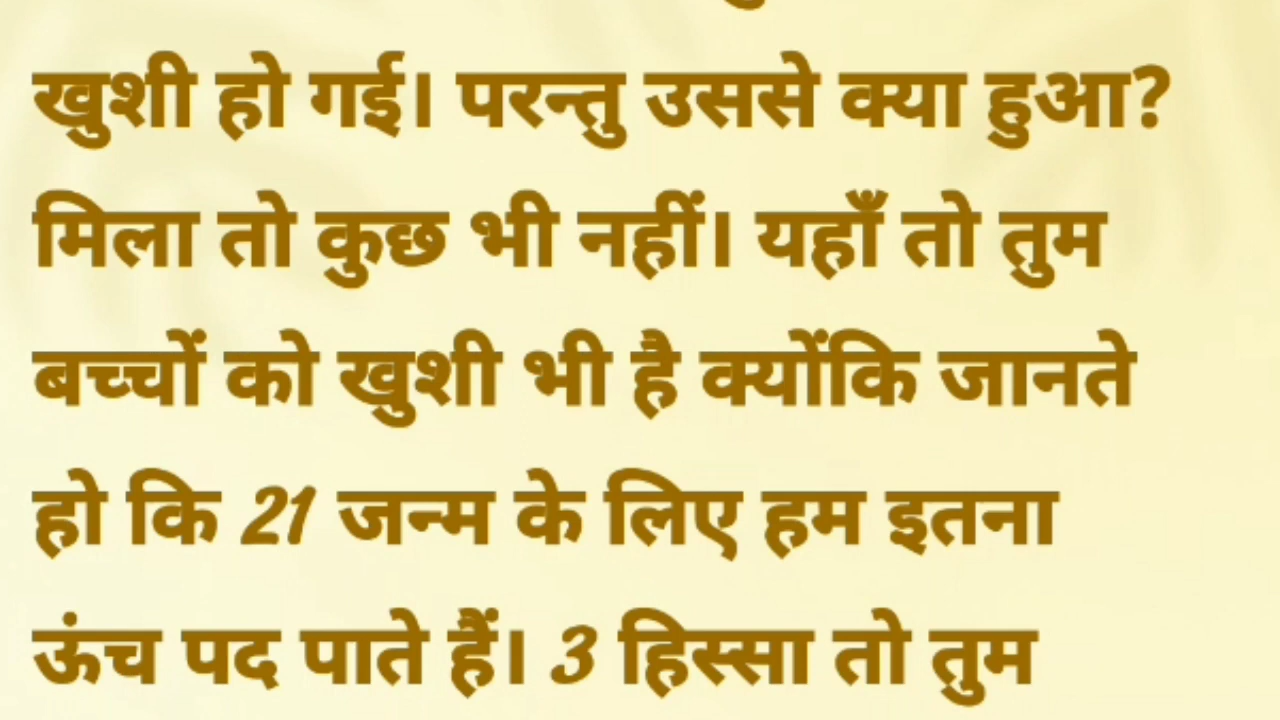 खुशी हो गई। परन्तु उससे क्या हुआ?
मिला तो कुछ भी नहीं। यहाँ तो तुम
बच्चों को खुशी भी है क्योंकि जानते
हो कि 21 जन्म के लिए हम इतना
ऊंच पद पाते हैं। 3 हिस्सा तो तुम